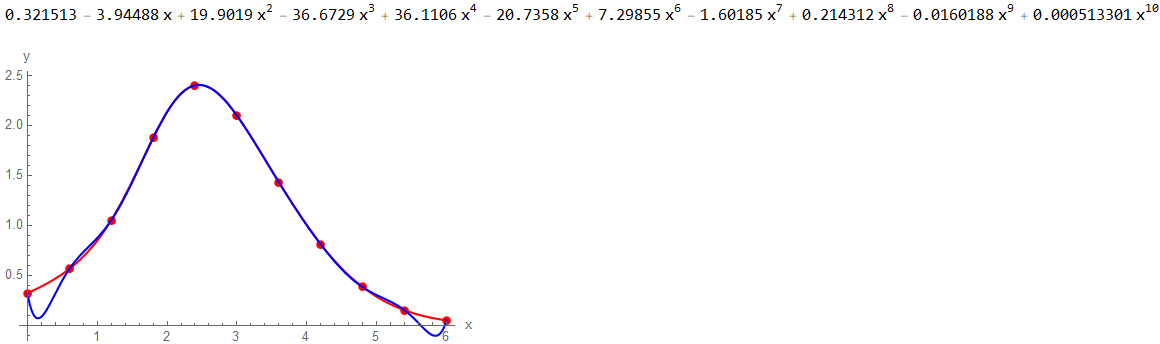 0.321513 − 3.94488 x + 19.9019 x² − 36.6729 x³ + 36.1106 x⁴ − 20.7358 x⁵ + 7.29855 x⁶ − 1.60185 x⁷ + 0.214312 x⁸ − 0.0160188 x⁹ + 0.000513301 x¹⁰
y
2.5
2.0
1.5
1.0
0.5
x
1 2 3 4 5 6